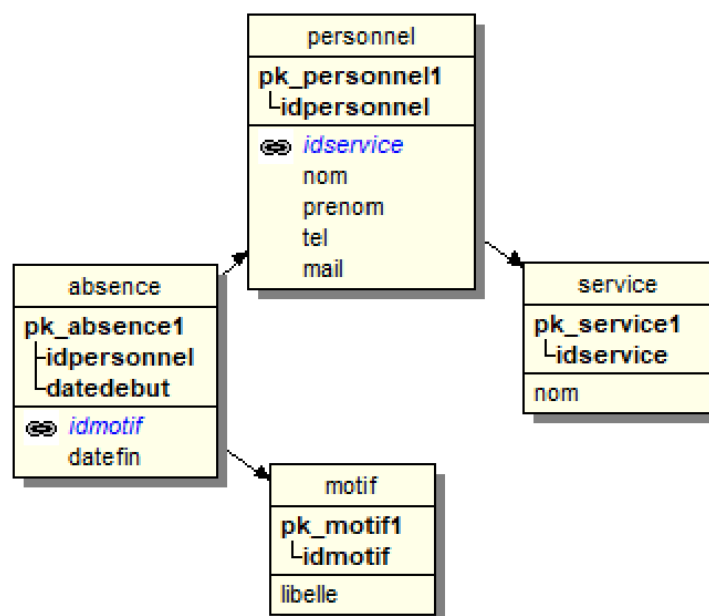 personnel
pk_personnel1
idpersonnel
idservice
nom
prenom
tel
mail
absence
pk_absence1
idpersonnel
datedebut
idmotif
datefin
service
pk_service1
idservice
nom
motif
pk_motif1
idmotif
libelle